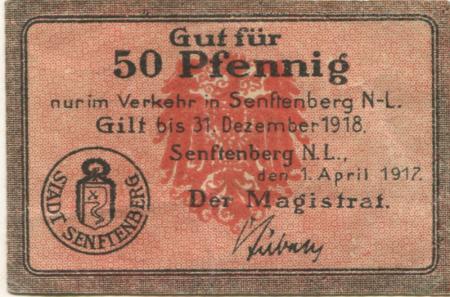 Gut für
50 Pfennig
nur im Verkehr in Senftenberg N-L.
Gilt bis 31. Dezember 1918.
Senftenberg N.L.,
den 1. April 1917.
Der Magistrat.
STADT SENFTENBERG